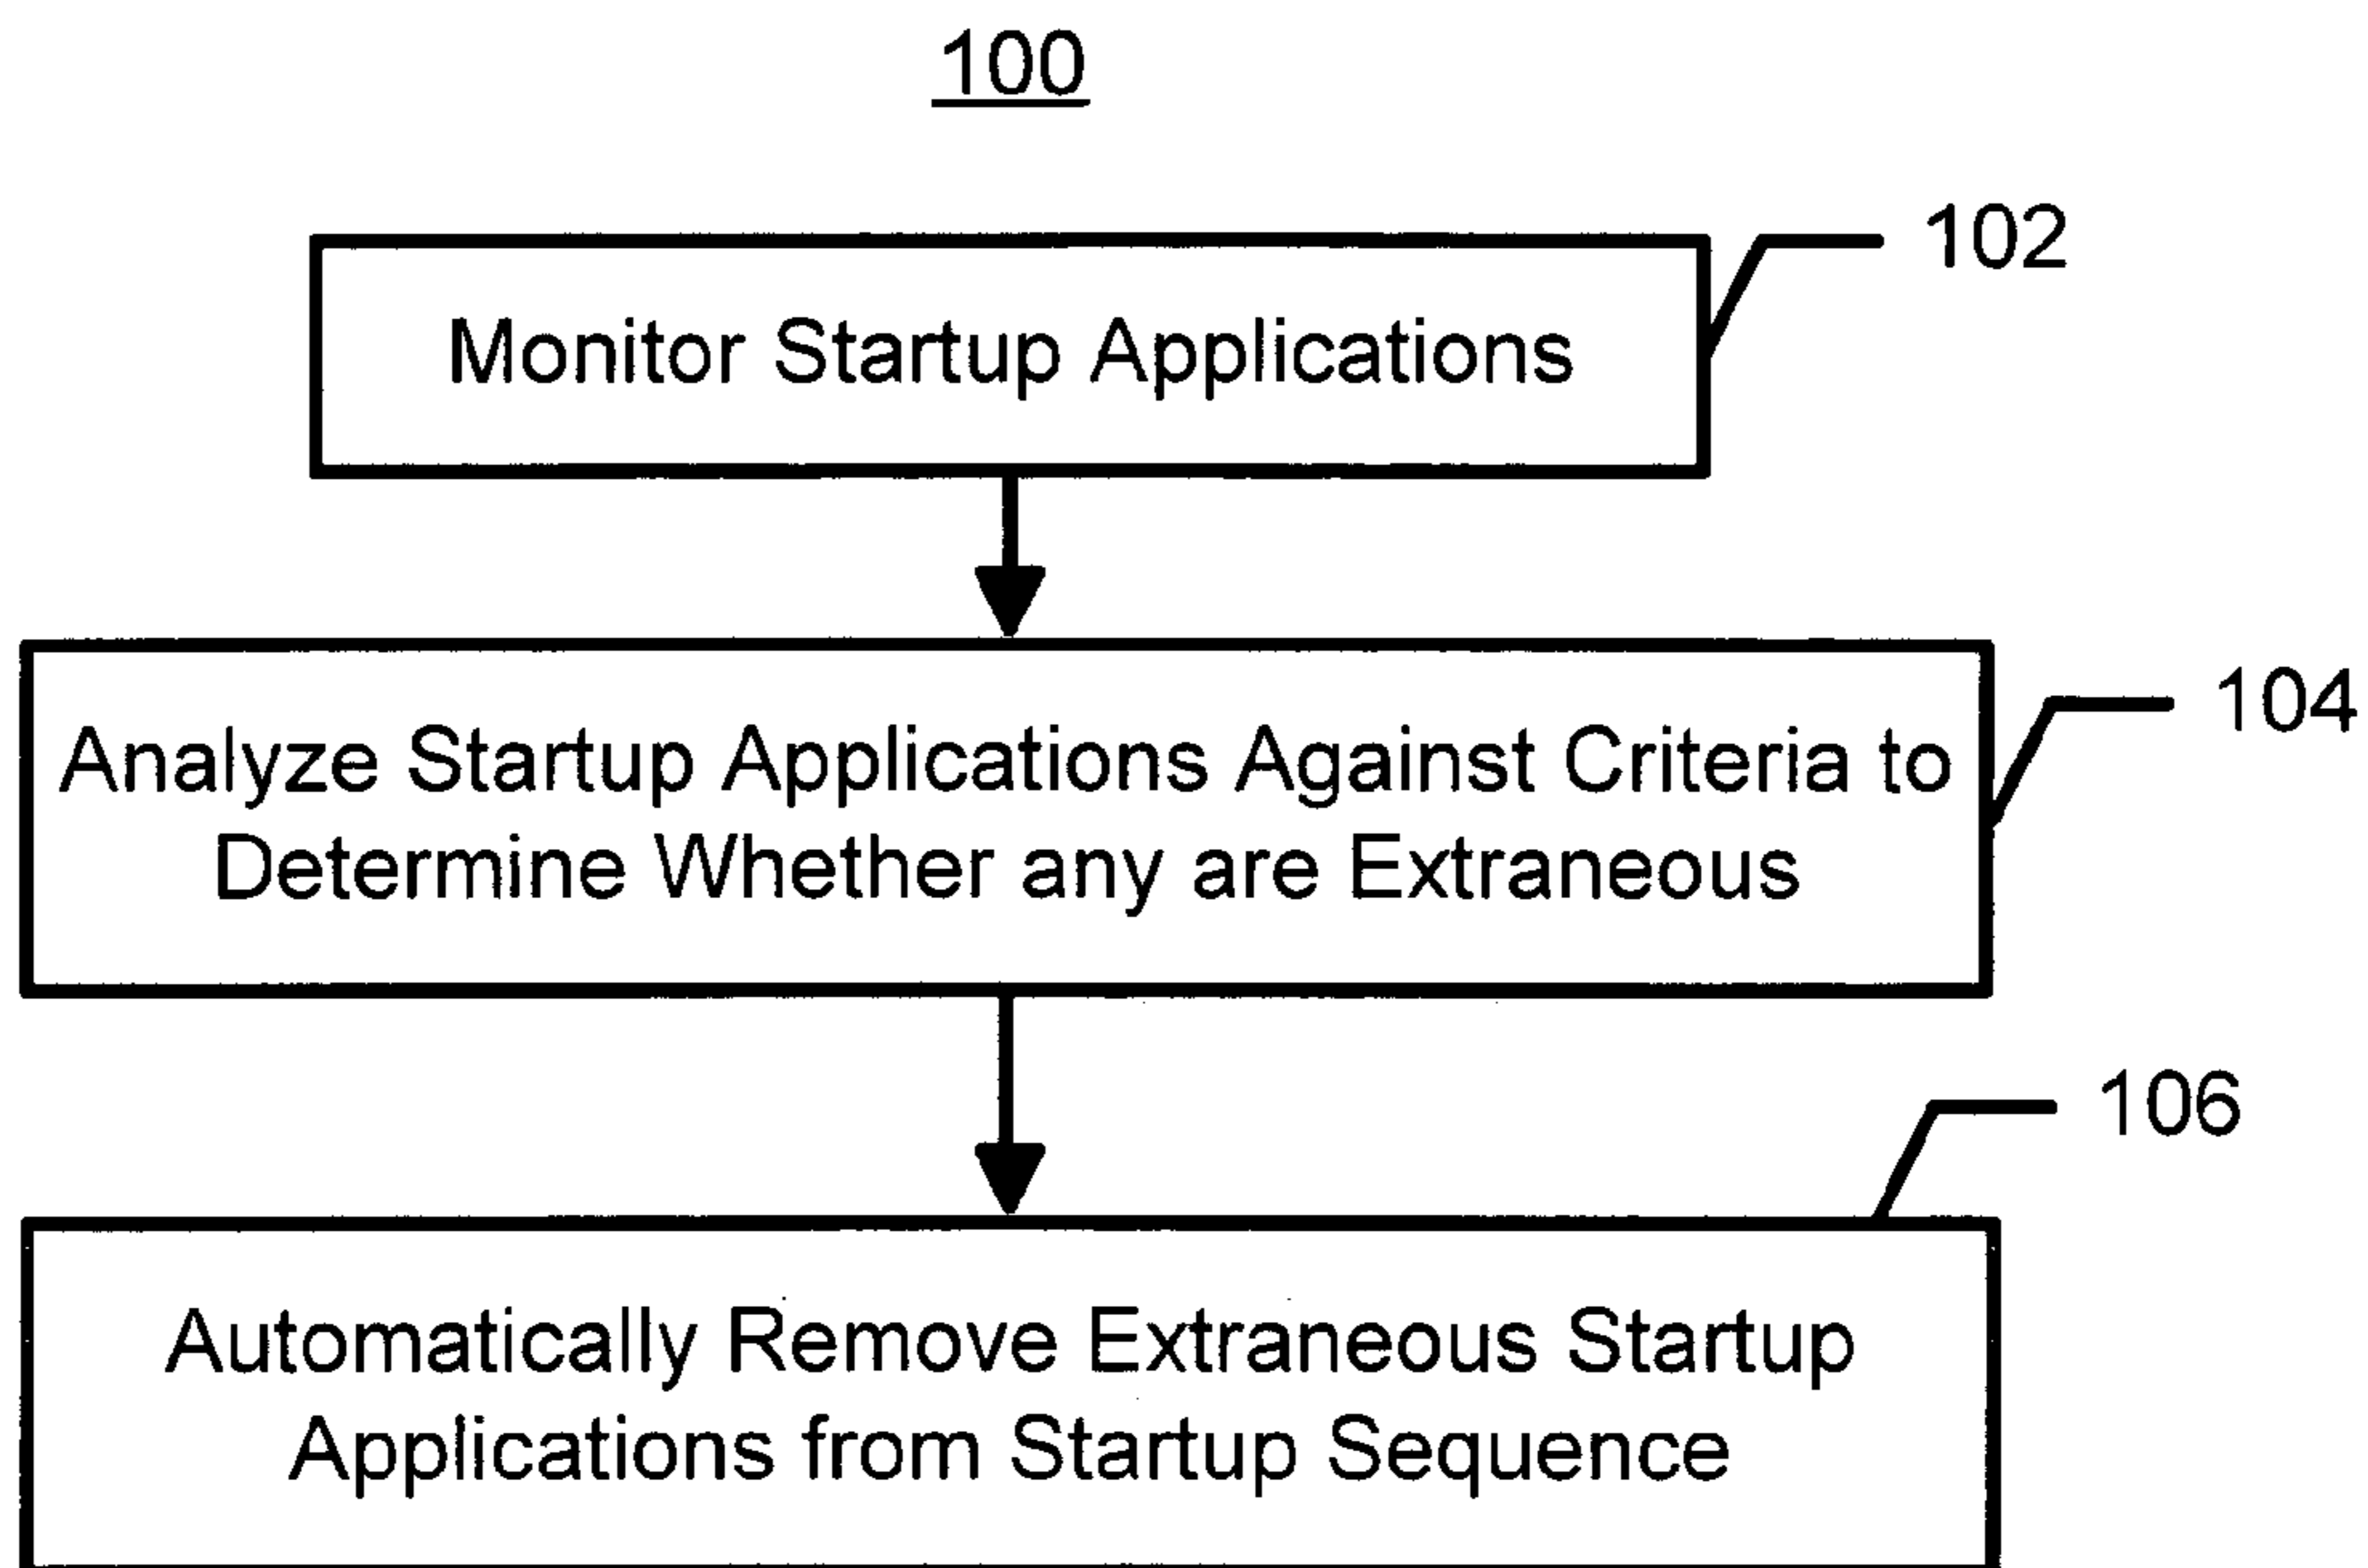 100
102
Monitor Startup Applications
104
Analyze Startup Applications Against Criteria to
Determine Whether any are Extraneous
106
Automatically Remove Extraneous Startup
Applications from Startup Sequence